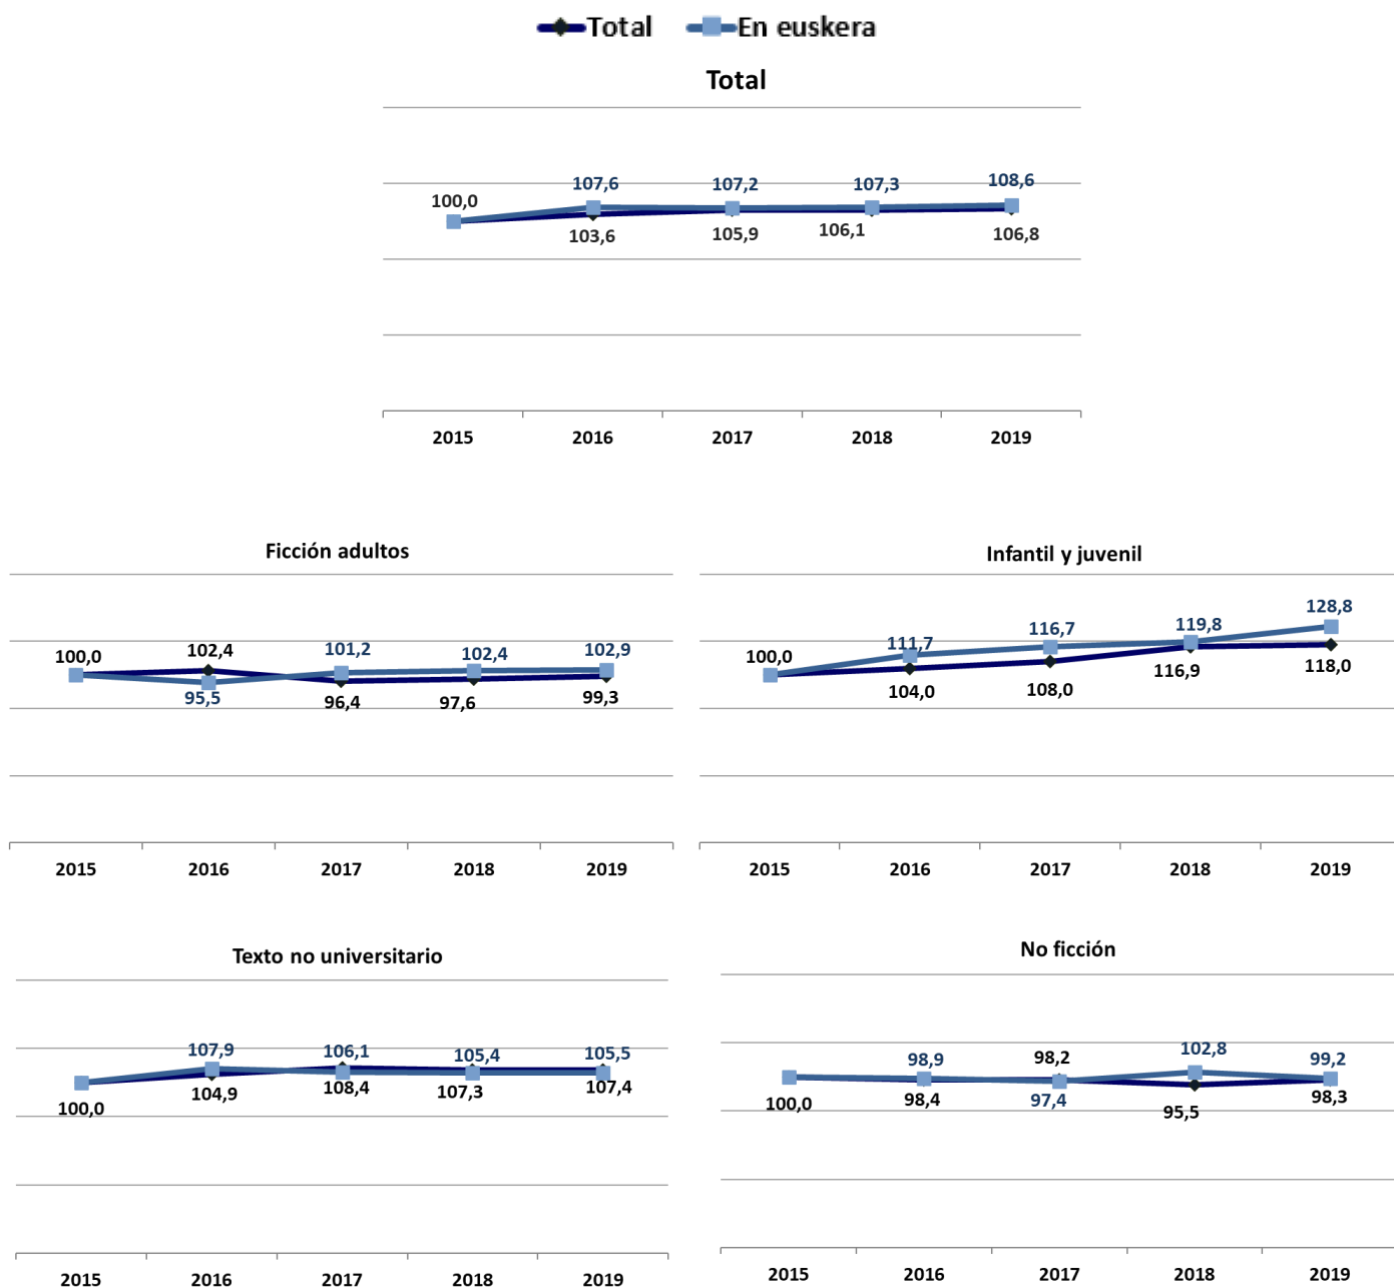 Total En euskera
Total
107,6 107,2 107,3 108,6
100,0
103,6 105,9 106,1 106,8
2015 2016 2017 2018 2019
Ficción adultos
100,0 102,4 101,2 102,4 102,9
95,5 96,4 97,6 99,3
2015 2016 2017 2018 2019
Infantil y juvenil
100,0 111,7 116,7 119,8 128,8
104,0 108,0 116,9 118,0
2015 2016 2017 2018 2019
Texto no universitario
107,9 106,1 105,4 105,5
100,0 104,9 108,4 107,3 107,4
2015 2016 2017 2018 2019
No ficción
98,9 98,2 102,8 99,2
100,0 98,4 97,4 95,5 98,3
2015 2016 2017 2018 2019